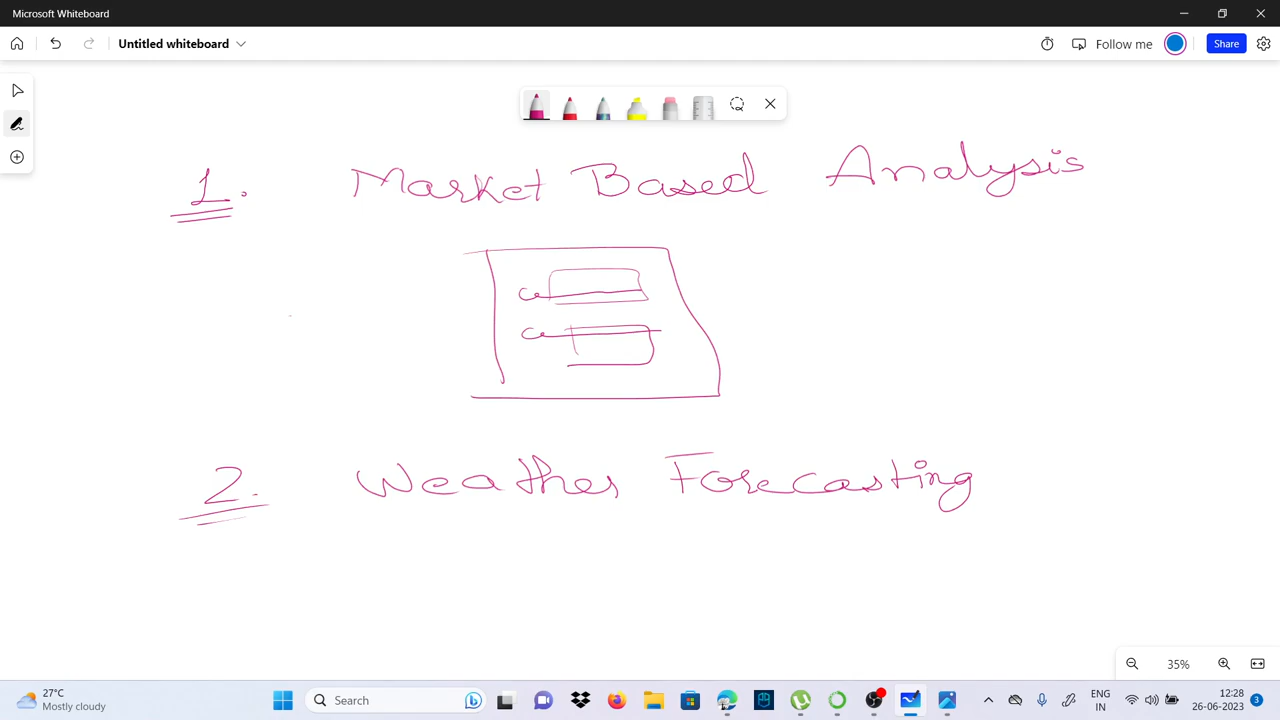 Microsoft Whiteboard
Untitled whiteboard
Follow me
Share
1. Market Based Analysis
2. Weather Forecasting
35%
27°C
Mostly cloudy
Search
ENG
IN
12:28
26-06-2023
3